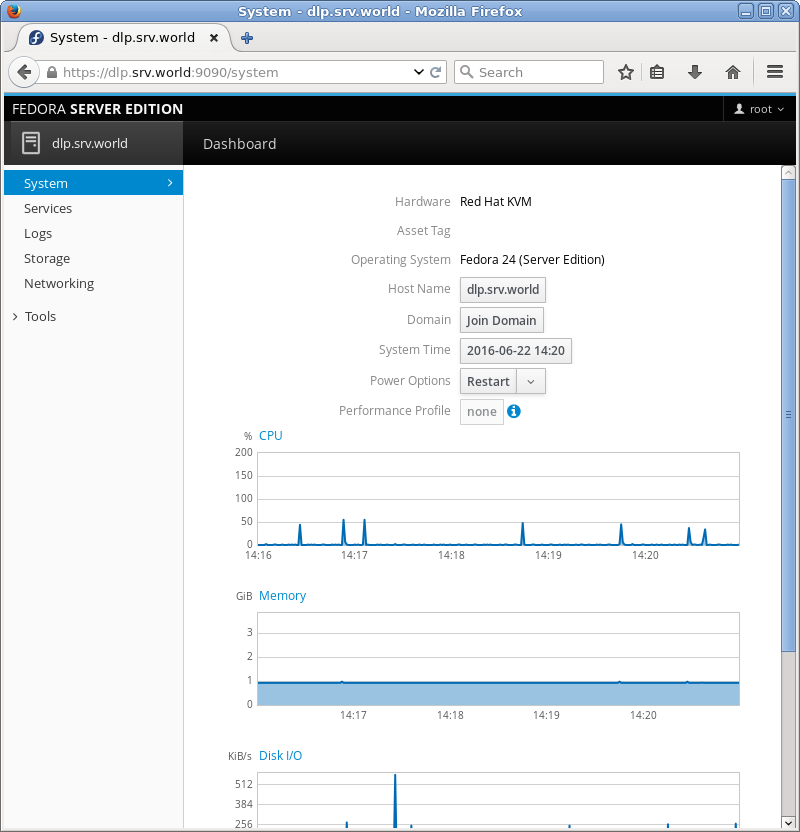 System - dlp.srv.world - Mozilla Firefox
System - dlp.srv.world
https://dlp.srv.world:9090/system
Search
FEDORA SERVER EDITION
root
dlp.srv.world
Dashboard
System
Services
Logs
Storage
Networking
Tools
Hardware Red Hat KVM
Asset Tag
Operating System Fedora 24 (Server Edition)
Host Name dlp.srv.world
Domain Join Domain
System Time 2016-06-22 14:20
Power Options Restart
Performance Profile none
% CPU
200
150
100
50
0
14:16 14:17 14:18 14:19 14:20
GiB Memory
3
2
1
0
14:17 14:18 14:19 14:20
KiB/s Disk I/O
512
384
256